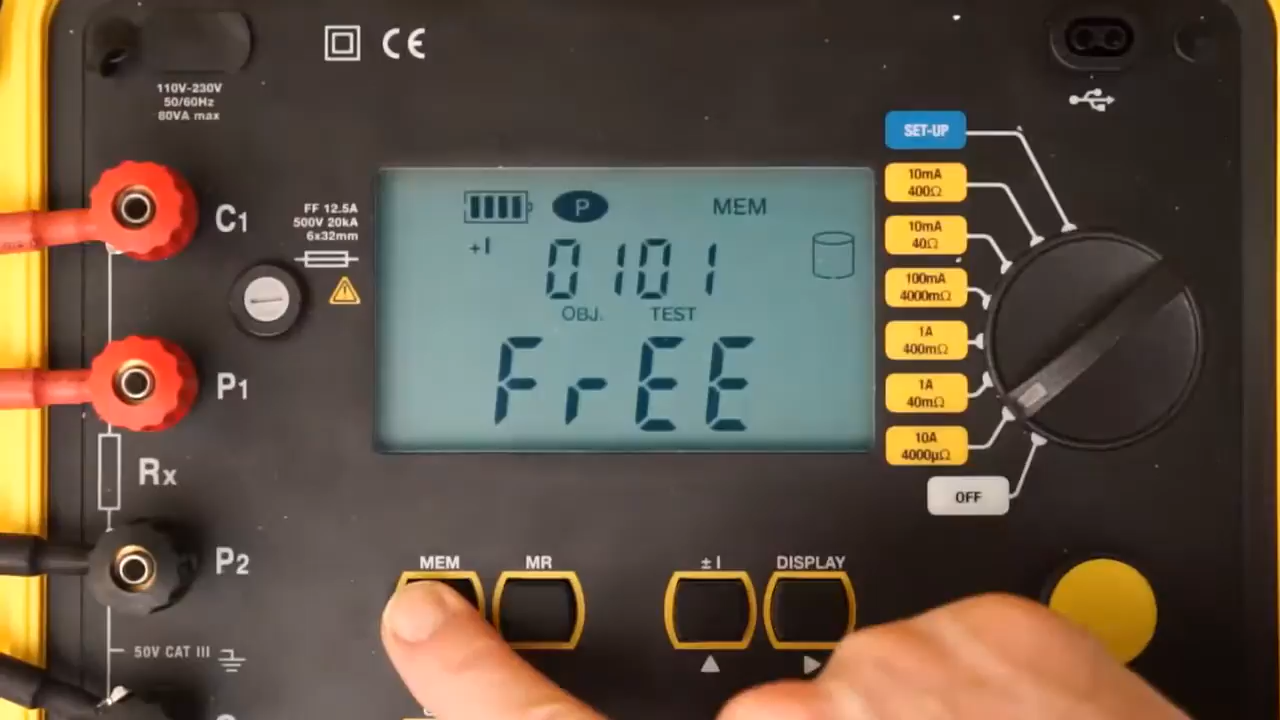 CE
110V-230V
50/60Hz
80VA max
C1
FF 12.5A
500V 20kA
6x32mm
P1
Rx
P2
50V CAT III
P
MEM
+I
0101
OBJ. TEST
FrEE
SET-UP
10mA
400Ω
10mA
40Ω
100mA
4000mΩ
1A
400mΩ
1A
40mΩ
10A
4000µΩ
OFF
MEM
MR
± I
DISPLAY